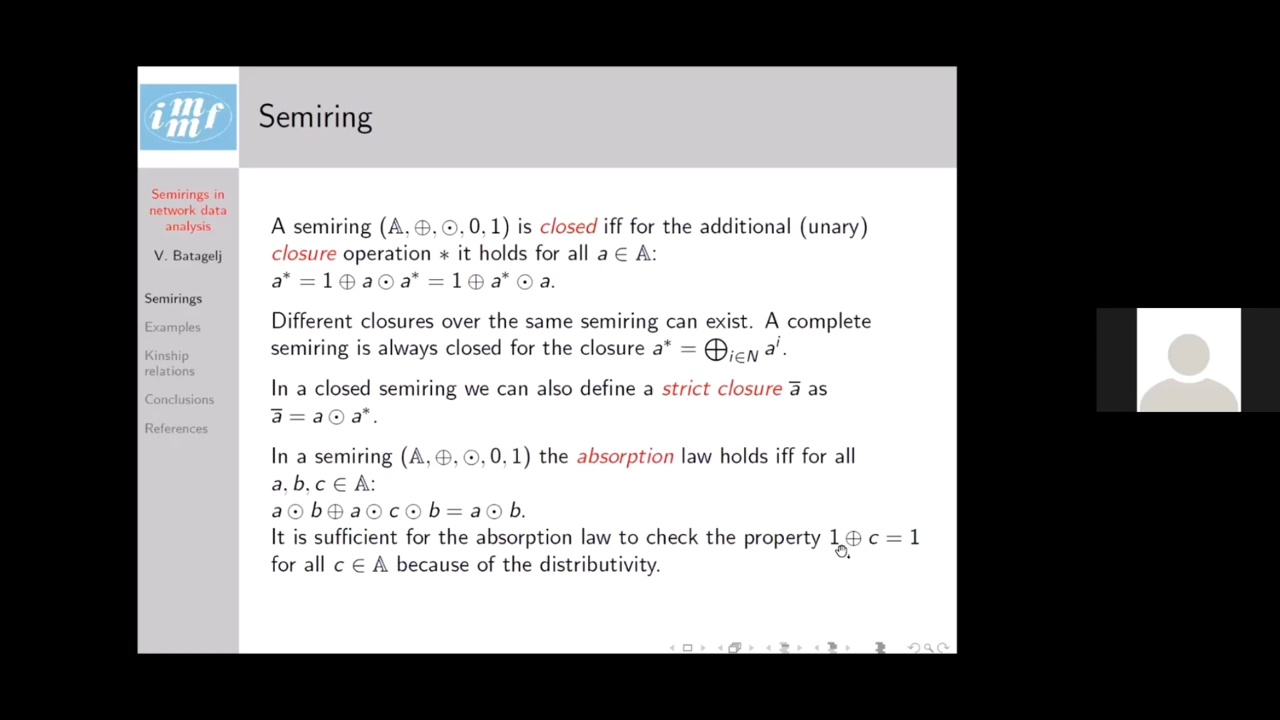 immf
Semiring
Semirings in
network data
analysis
V. Batagelj
Semirings
Examples
Kinship
relations
Conclusions
References
A semiring (𝔸, ⊕, ⊙, 0, 1) is closed iff for the additional (unary)
closure operation * it holds for all a ∈ 𝔸:
a* = 1 ⊕ a ⊙ a* = 1 ⊕ a* ⊙ a.
Different closures over the same semiring can exist. A complete
semiring is always closed for the closure a* = ⊕_{i∈N} a^i.
In a closed semiring we can also define a strict closure a̅ as
a̅ = a ⊙ a*.
In a semiring (𝔸, ⊕, ⊙, 0, 1) the absorption law holds iff for all
a, b, c ∈ 𝔸:
a ⊙ b ⊕ a ⊙ c ⊙ b = a ⊙ b.
It is sufficient for the absorption law to check the property 1 ⊕ c = 1
for all c ∈ 𝔸 because of the distributivity.